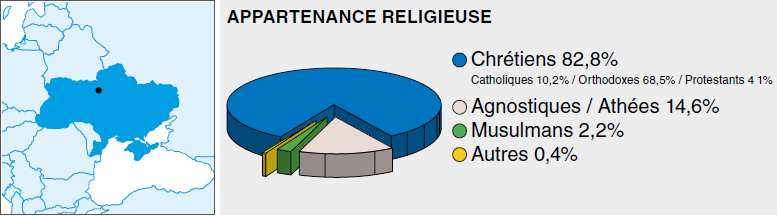 APPARTENANCE RELIGIEUSE
Chrétiens 82,8%
Catholiques 10,2% / Orthodoxes 68,5% / Protestants 4 1%
Agnostiques / Athées 14,6%
Musulmans 2,2%
Autres 0,4%